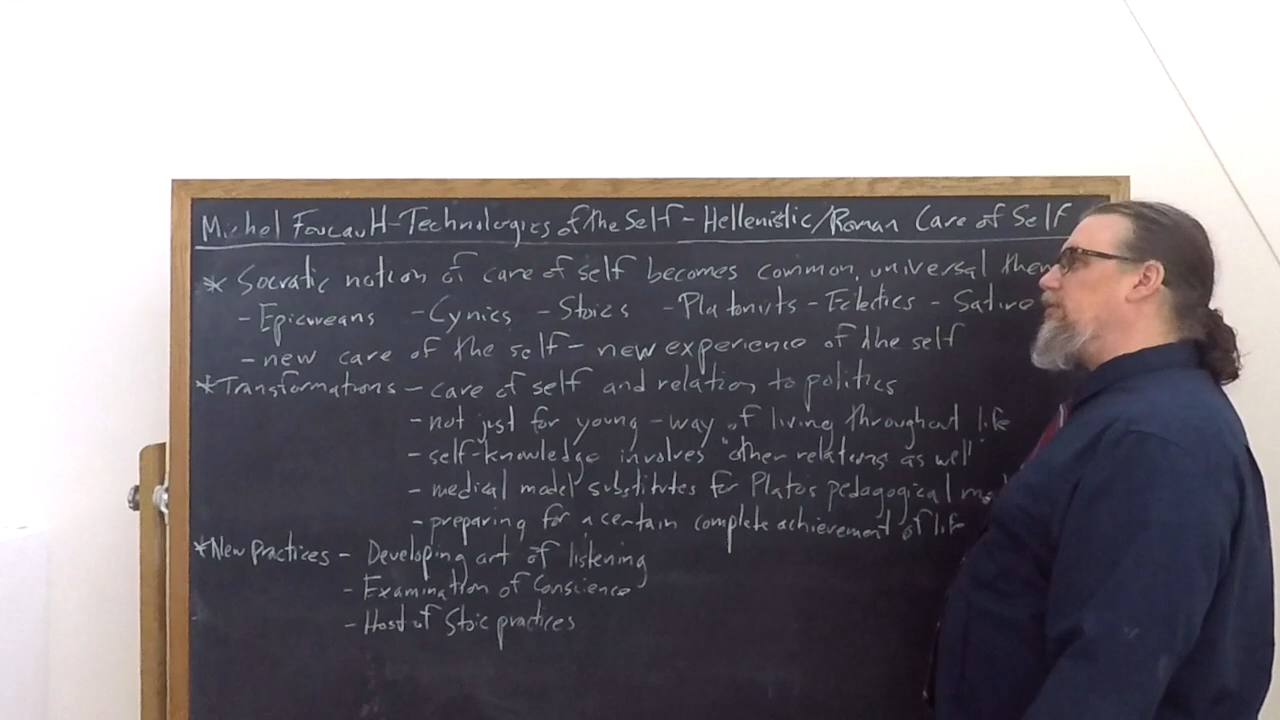 Michel Foucault-Technologies of the Self - Hellenistic/Roman Care of Self
* Socratic notion of care of self becomes common, universal
- Epicureans - Cynics - Stoics - Platonists - Eclectics -
- new care of the self - new experience of the self
* Transformations - care of self and relation to politics
- not just for young - way of living throughout life
- self-knowledge involves "other relations as well"
- medical model substitutes for Plato's pedagogical
- preparing for a certain complete achievement of life
* New practices - Developing art of listening
- Examination of Conscience
- Host of Stoic practices